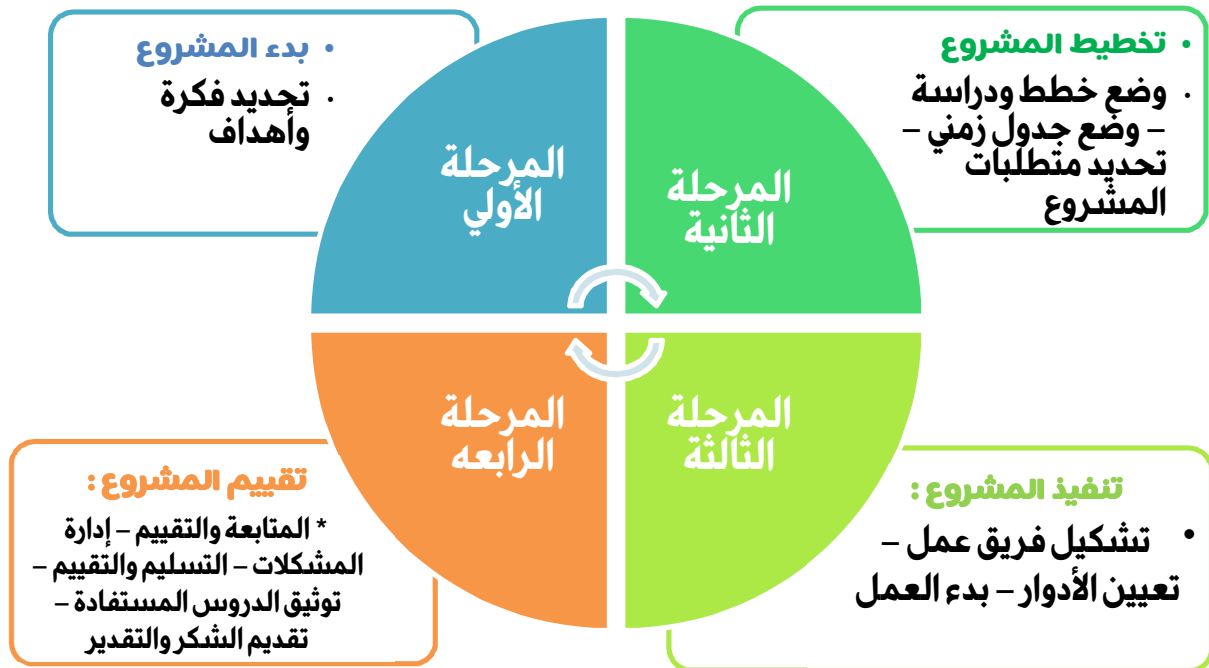 • بدء المشروع
• تحديد فكرة
وأهداف
المرحلة
الأولي
• تخطيط المشروع
• وضع خطط ودراسة
– وضع جدول زمني –
تحديد متطلبات
المشروع
المرحلة
الثانية
المرحلة
الثالثة
تنفيذ المشروع :
• تشكيل فريق عمل –
تعيين الأدوار – بدء العمل
المرحلة
الرابعه
تقييم المشروع :
* المتابعة والتقييم – إدارة
المشكلات – التسليم والتقييم –
توثيق الدروس المستفادة –
تقديم الشكر والتقدير